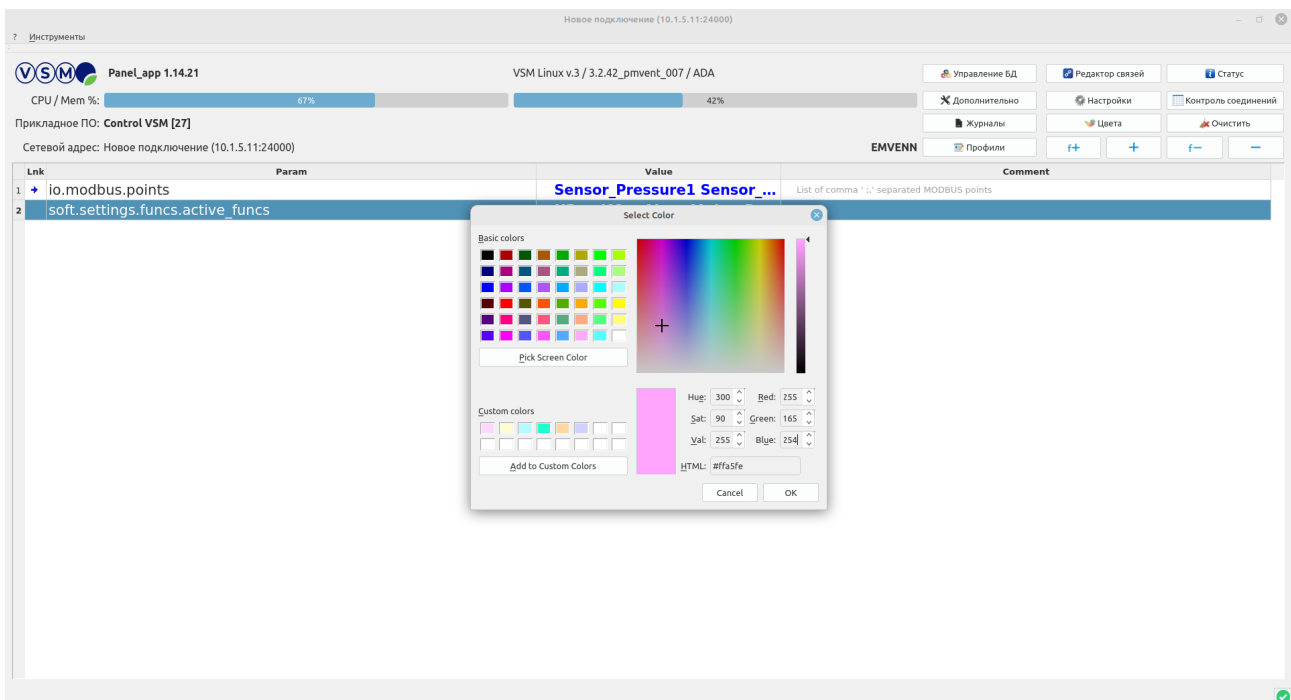 Новое подключение (10.1.5.11:24000)
? Инструменты
VSM Panel_app 1.14.21 VSM Linux v.3 / 3.2.42_pmvent_007 / ADA Управление БД Редактор связей Статус
CPU / Mem %: 67% 42% Дополнительно Настройки Контроль соединений
Прикладное ПО: Control VSM [27] Журналы Цвета Очистить
Сетевой адрес: Новое подключение (10.1.5.11:24000) EMVENN Профили f+ + f− −
Lnk Param Value Comment
1 io.modbus.points Sensor_Pressure1 Sensor_... List of comma ' ;,' separated MODBUS points
2 soft.settings.funcs.active_funcs
Select Color
Basic colors
Pick Screen Color
Hue: 300 Red: 255
Custom colors
Sat: 90 Green: 165
Val: 255 Blue: 254
Add to Custom Colors HTML: #ffa5fe
Cancel OK